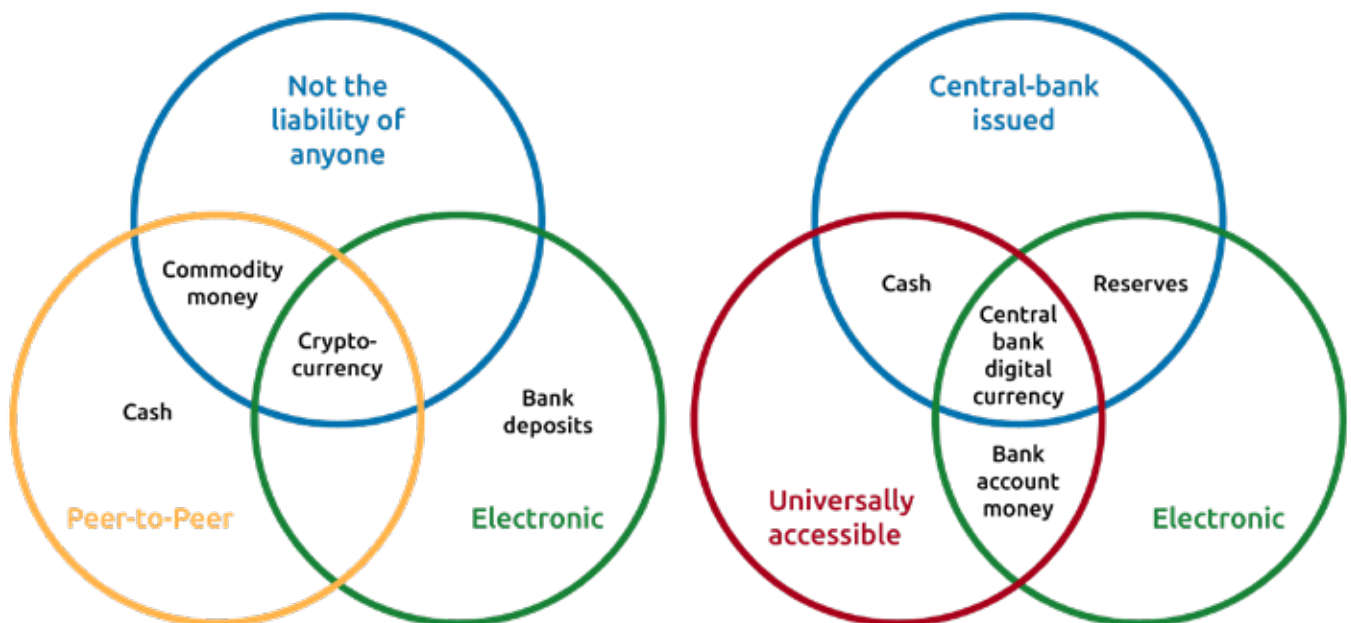 Not the
liability of
anyone
Commodity
money
Crypto-
currency
Cash
Bank
deposits
Peer-to-Peer
Electronic
Central-bank
issued
Cash
Reserves
Central
bank
digital
currency
Bank
account
money
Universally
accessible
Electronic